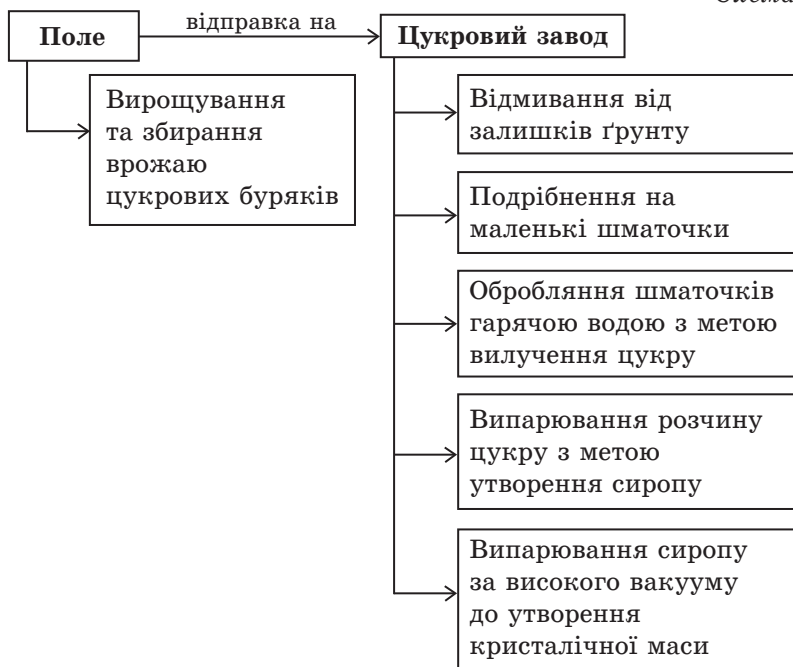 Поле
відправка на
Цукровий завод
Вирощування
та збирання
врожаю
цукрових буряків
Відмивання від
залишків ґрунту
Подрібнення на
маленькі шматочки
Обробляння шматочків
гарячою водою з метою
вилучення цукру
Випарювання розчину
цукру з метою
утворення сиропу
Випарювання сиропу
за високого вакууму
до утворення
кристалічної маси